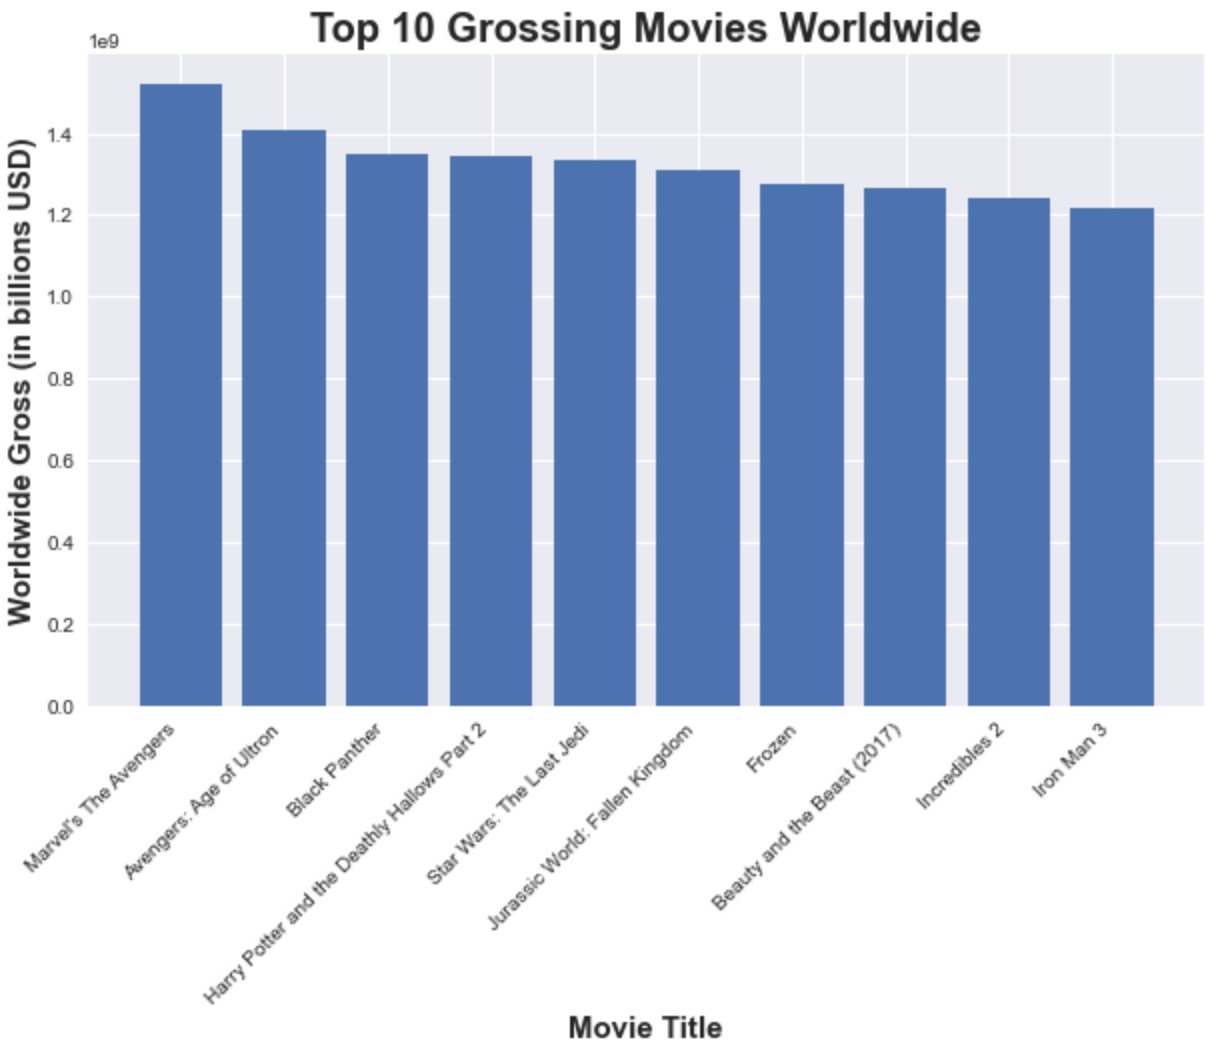 Top 10 Grossing Movies Worldwide
1e9
Worldwide Gross (in billions USD)
1.4
1.2
1.0
0.8
0.6
0.4
0.2
0.0
Marvel's The Avengers
Avengers: Age of Ultron
Black Panther
Harry Potter and the Deathly Hallows Part 2
Star Wars: The Last Jedi
Jurassic World: Fallen Kingdom
Frozen
Beauty and the Beast (2017)
Incredibles 2
Iron Man 3
Movie Title